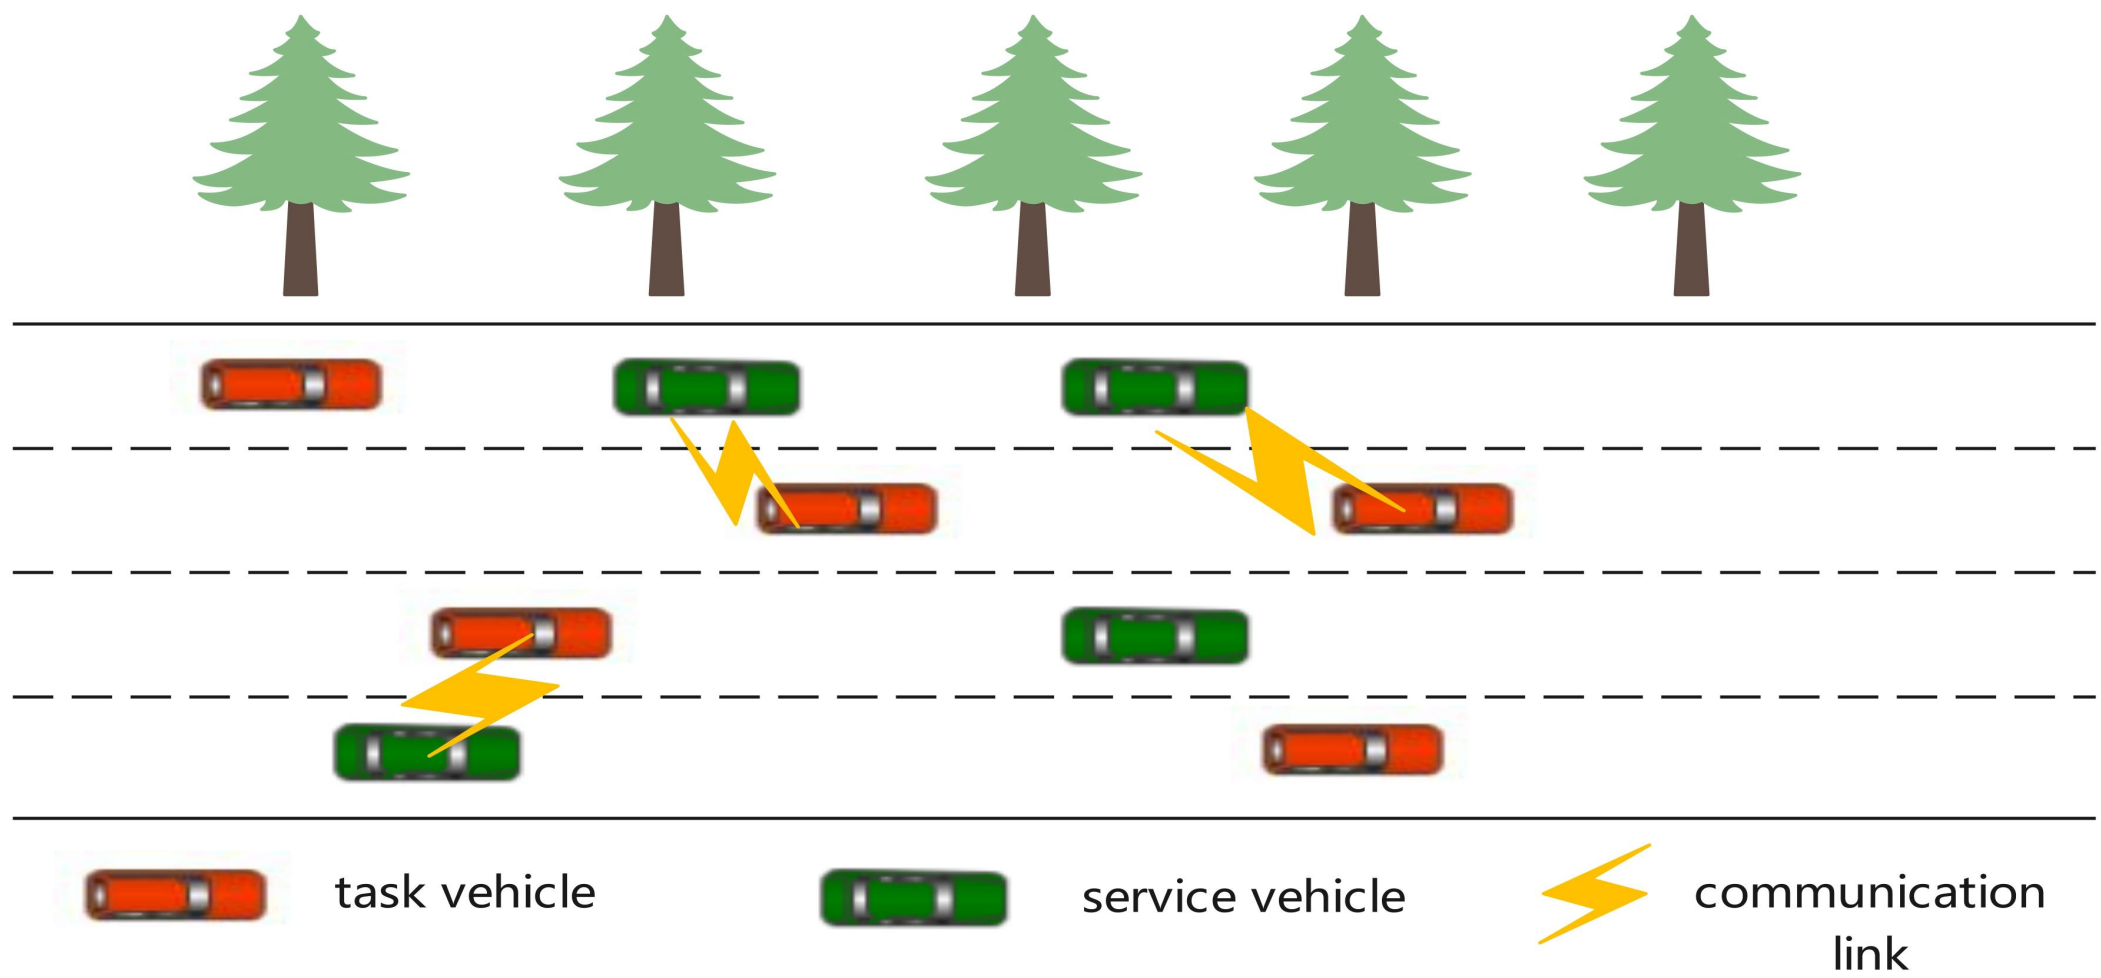 task vehicle
service vehicle
communication
link